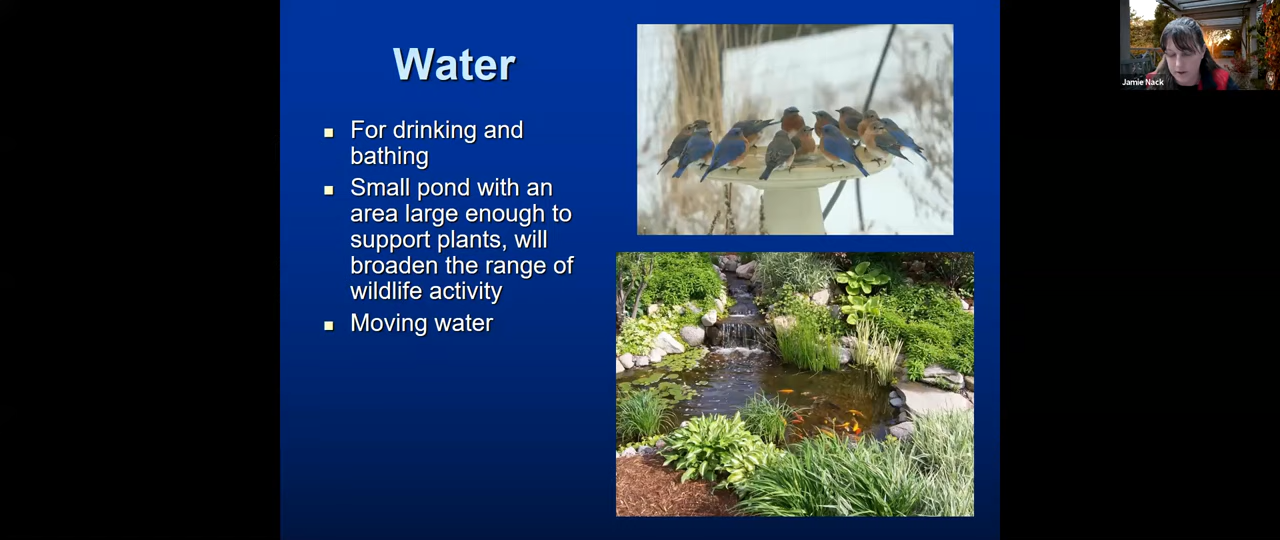 Water
For drinking and
bathing
Small pond with an
area large enough to
support plants, will
broaden the range of
wildlife activity
Moving water
Jamie Nack